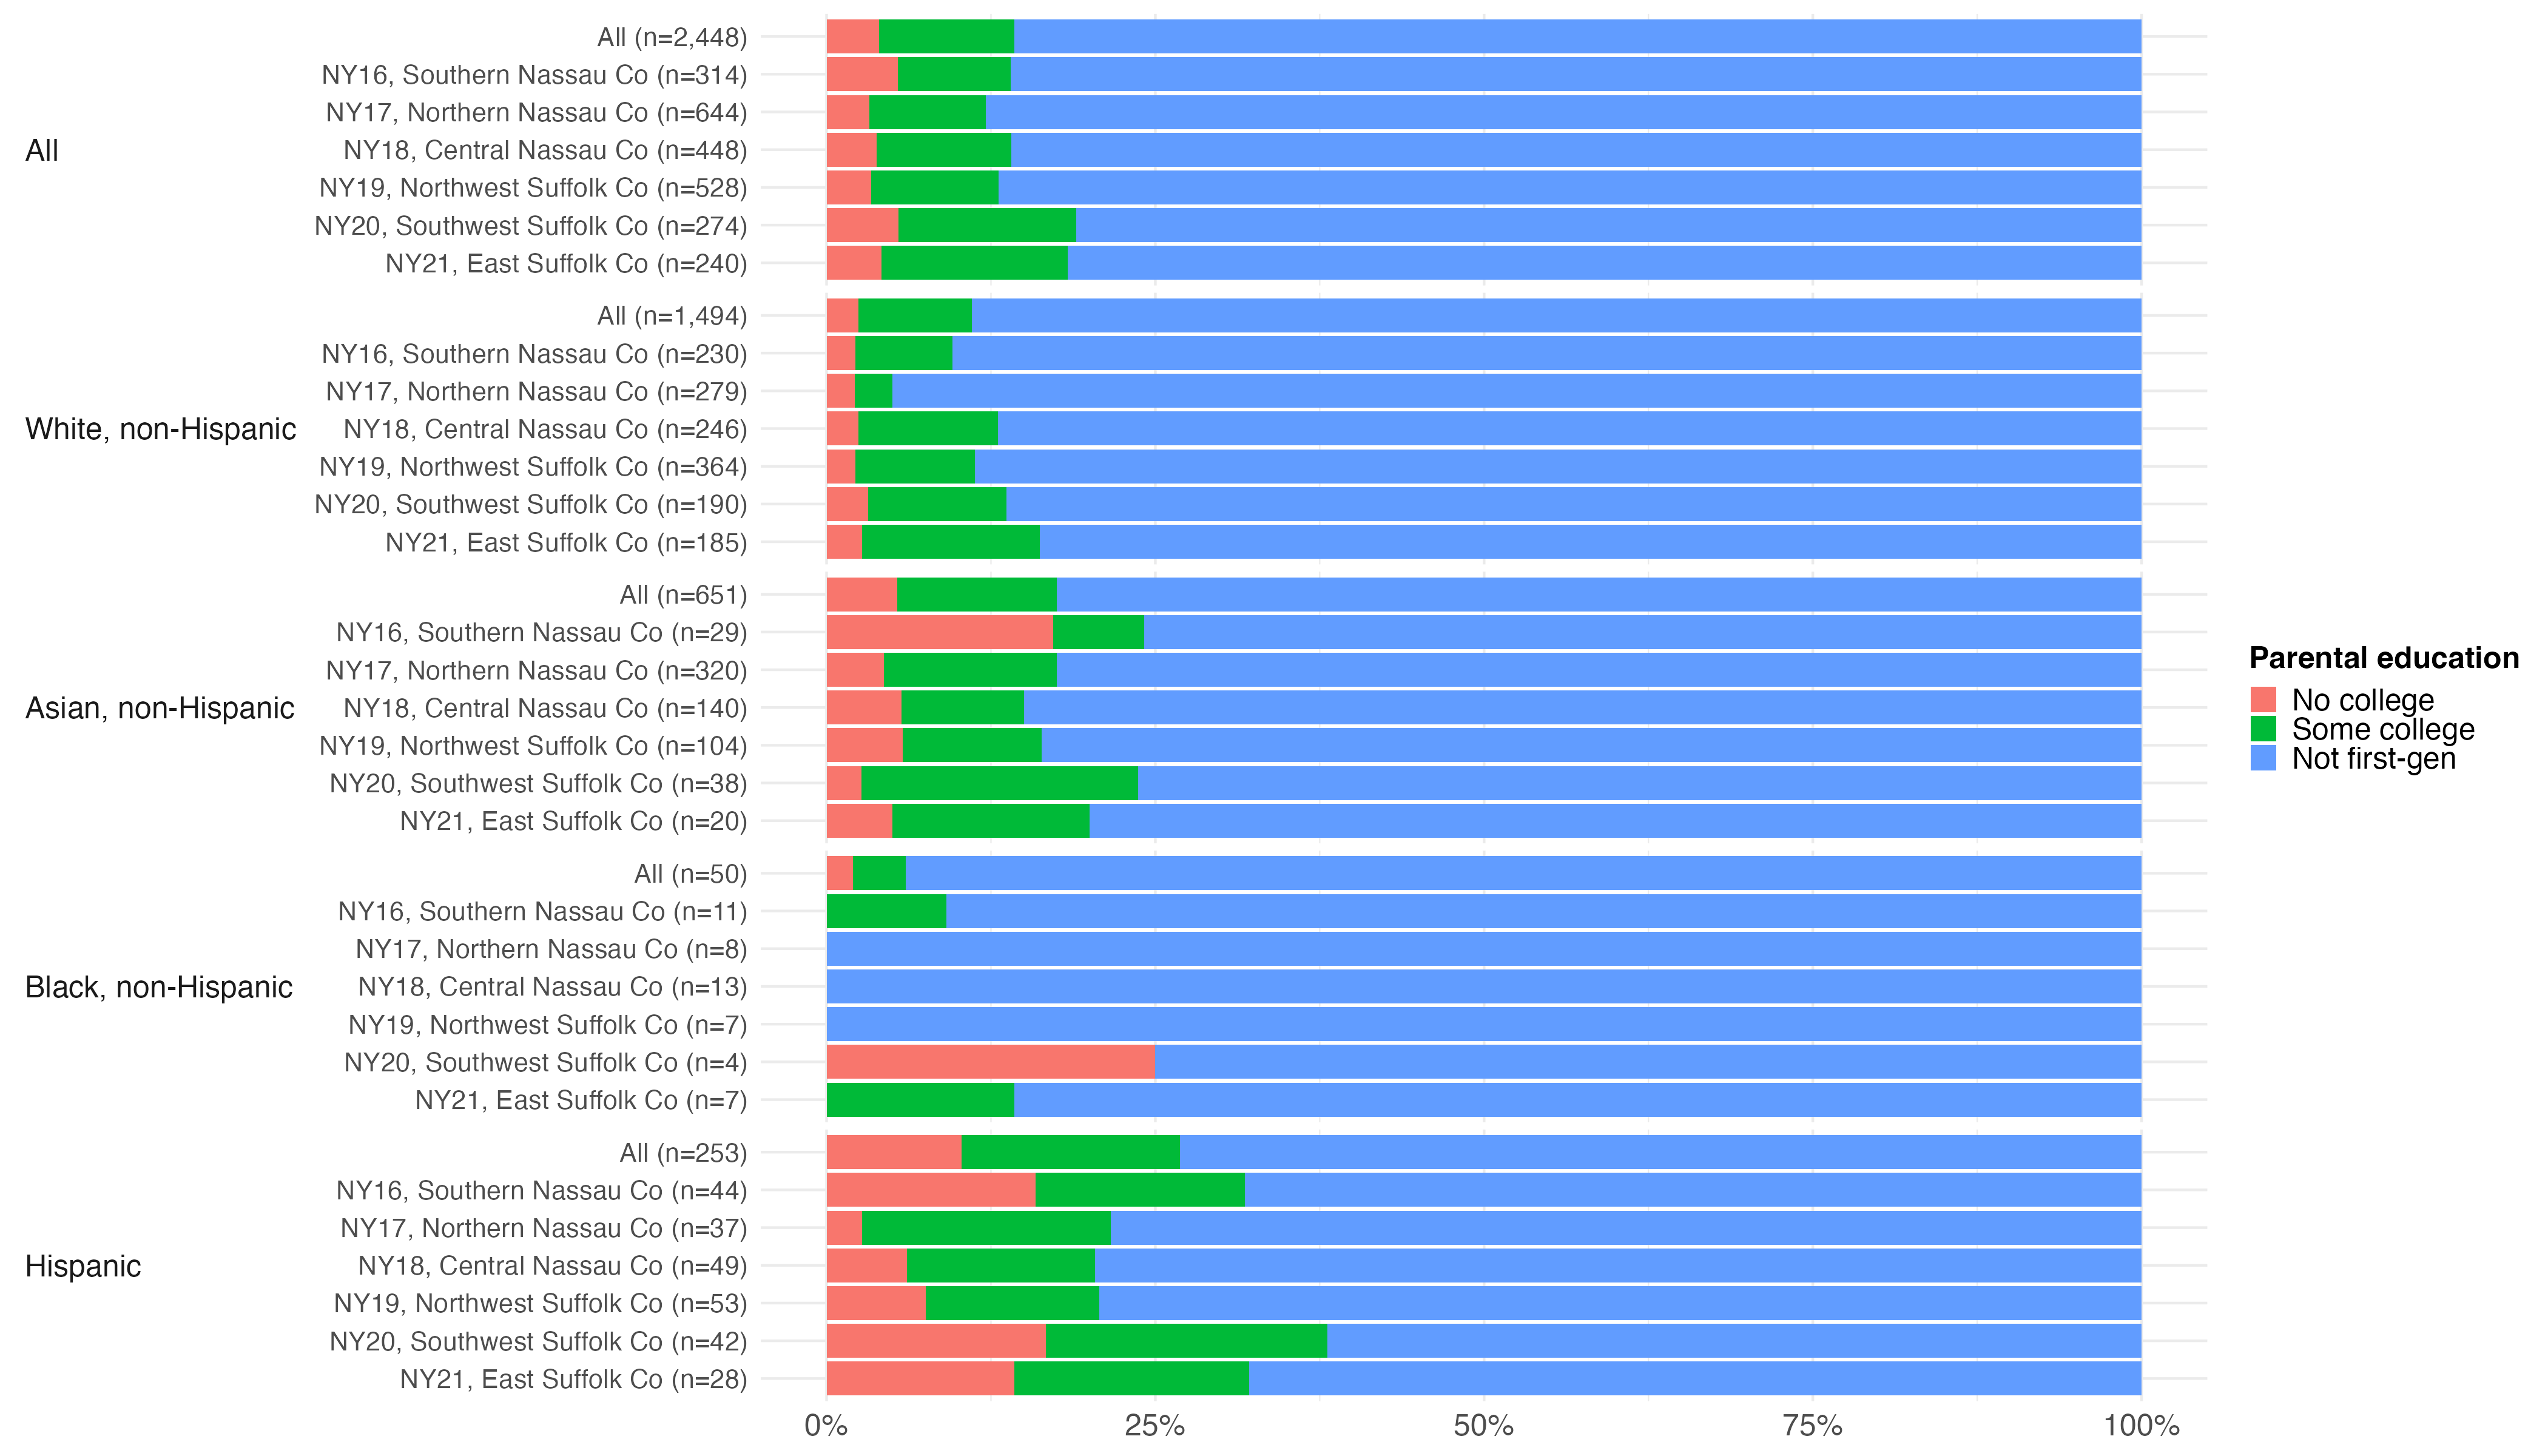 All
All (n=2,448)
NY16, Southern Nassau Co (n=314)
NY17, Northern Nassau Co (n=644)
NY18, Central Nassau Co (n=448)
NY19, Northwest Suffolk Co (n=528)
NY20, Southwest Suffolk Co (n=274)
NY21, East Suffolk Co (n=240)
White, non-Hispanic
All (n=1,494)
NY16, Southern Nassau Co (n=230)
NY17, Northern Nassau Co (n=279)
NY18, Central Nassau Co (n=246)
NY19, Northwest Suffolk Co (n=364)
NY20, Southwest Suffolk Co (n=190)
NY21, East Suffolk Co (n=185)
Asian, non-Hispanic
All (n=651)
NY16, Southern Nassau Co (n=29)
NY17, Northern Nassau Co (n=320)
NY18, Central Nassau Co (n=140)
NY19, Northwest Suffolk Co (n=104)
NY20, Southwest Suffolk Co (n=38)
NY21, East Suffolk Co (n=20)
Black, non-Hispanic
All (n=50)
NY16, Southern Nassau Co (n=11)
NY17, Northern Nassau Co (n=8)
NY18, Central Nassau Co (n=13)
NY19, Northwest Suffolk Co (n=7)
NY20, Southwest Suffolk Co (n=4)
NY21, East Suffolk Co (n=7)
Hispanic
All (n=253)
NY16, Southern Nassau Co (n=44)
NY17, Northern Nassau Co (n=37)
NY18, Central Nassau Co (n=49)
NY19, Northwest Suffolk Co (n=53)
NY20, Southwest Suffolk Co (n=42)
NY21, East Suffolk Co (n=28)
0% 25% 50% 75% 100%
Parental education
No college
Some college
Not first-gen